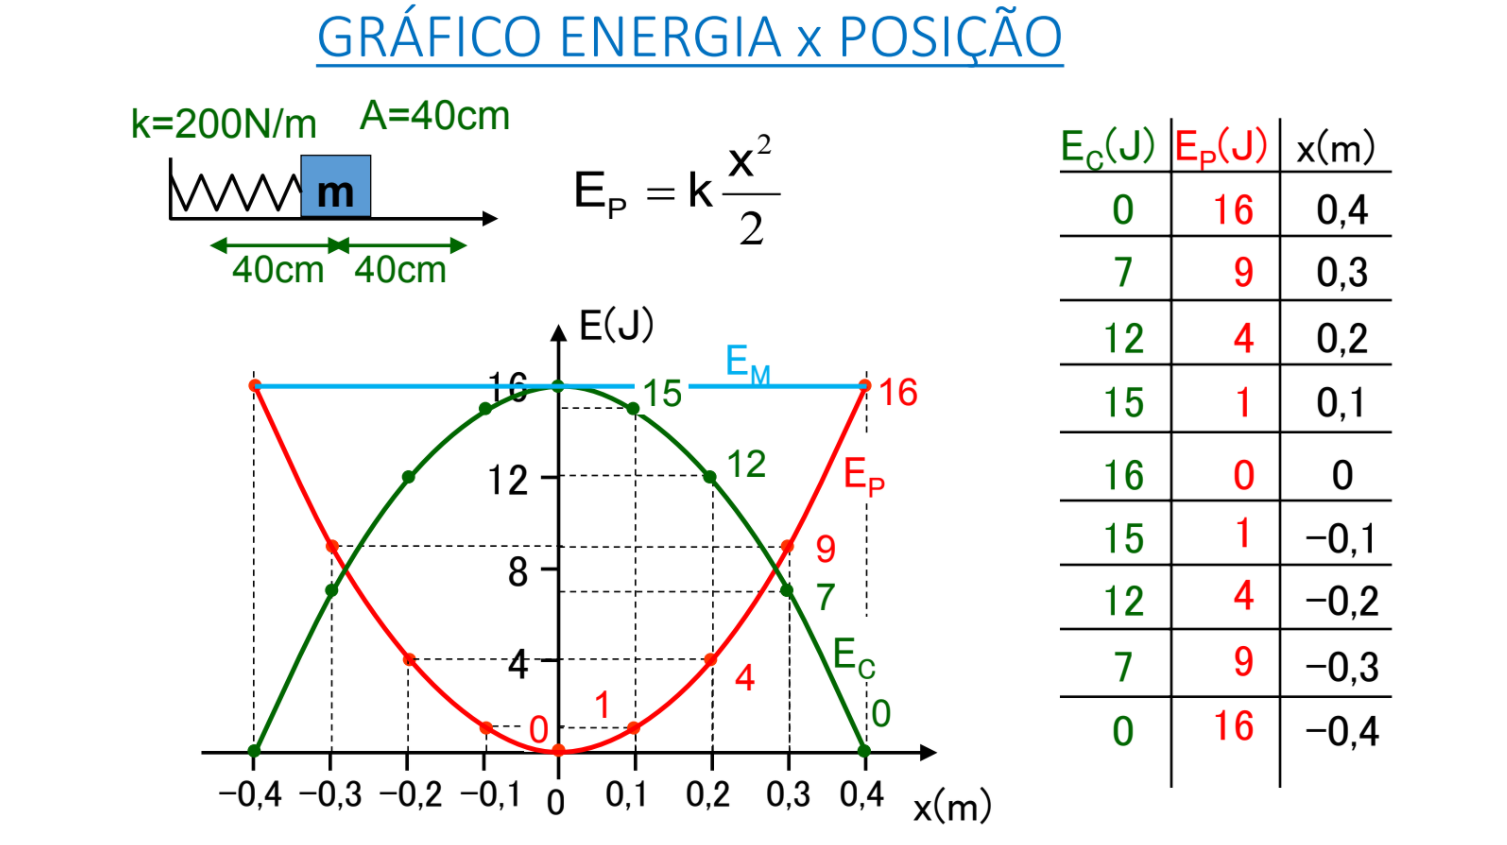 GRÁFICO ENERGIA x POSIÇÃO
k=200N/m
A=40cm
m
40cm 40cm
E_P = k x²/2
E(J)
E_M
16
15
16
12
12
E_P
9
8
7
4
4
E_C
1
0
0
−0,4 −0,3 −0,2 −0,1 0 0,1 0,2 0,3 0,4 x(m)
E_C(J) E_P(J) x(m)
0 16 0,4
7 9 0,3
12 4 0,2
15 1 0,1
16 0 0
15 1 −0,1
12 4 −0,2
7 9 −0,3
0 16 −0,4